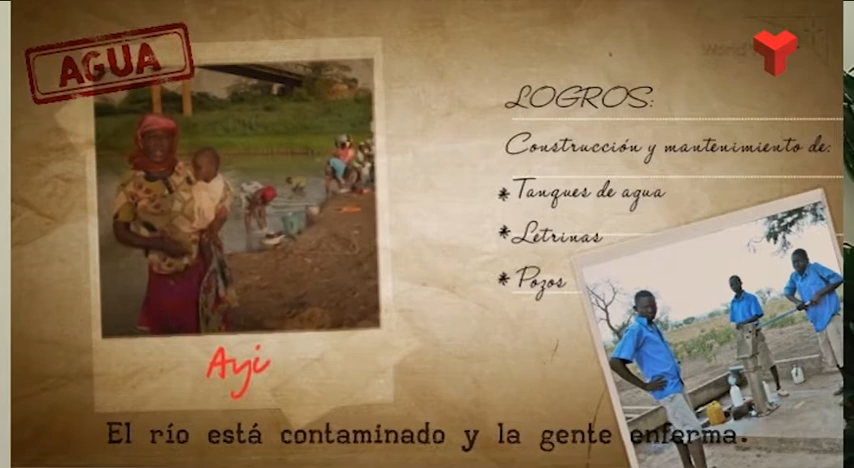 AGUA
LOGROS:
Construcción y mantenimiento de:
* Tanques de agua
* Letrinas
* Pozos
Ayi
El río está contaminado y la gente enferma.